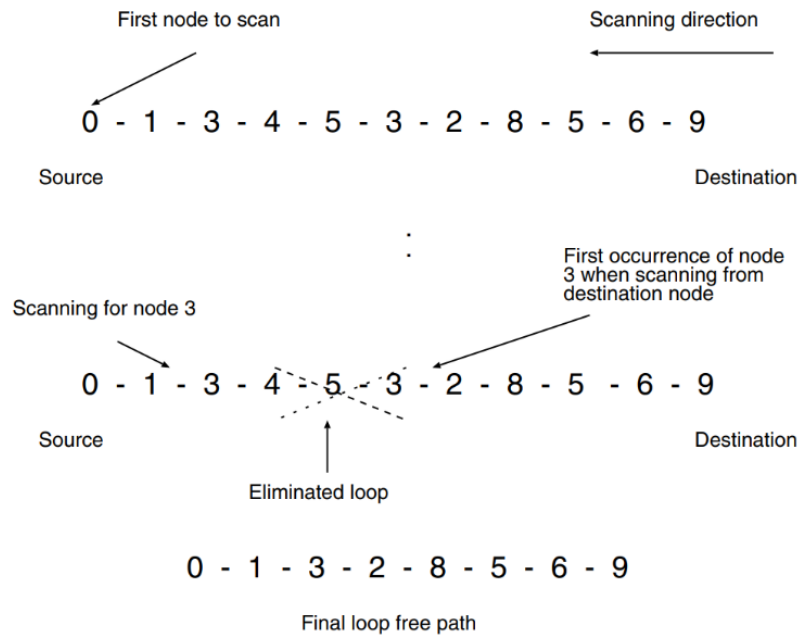 First node to scan
Scanning direction
0 - 1 - 3 - 4 - 5 - 3 - 2 - 8 - 5 - 6 - 9
Source
Destination
:
First occurrence of node
3 when scanning from
destination node
Scanning for node 3
0 - 1 - 3 - 4 - 5 - 3 - 2 - 8 - 5 - 6 - 9
Source
Destination
Eliminated loop
0 - 1 - 3 - 2 - 8 - 5 - 6 - 9
Final loop free path